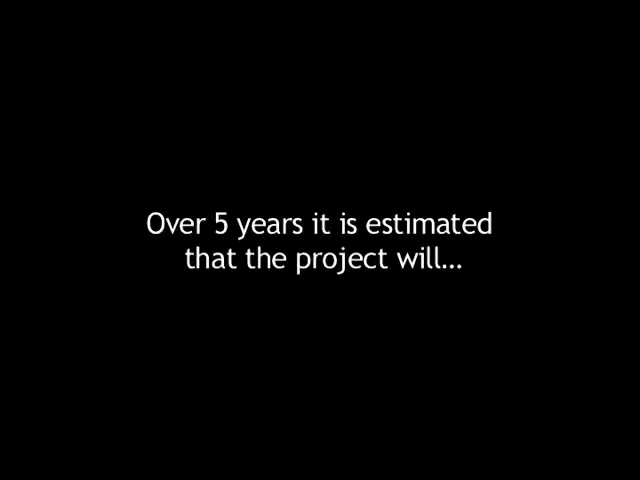 Over 5 years it is estimated
that the project will...